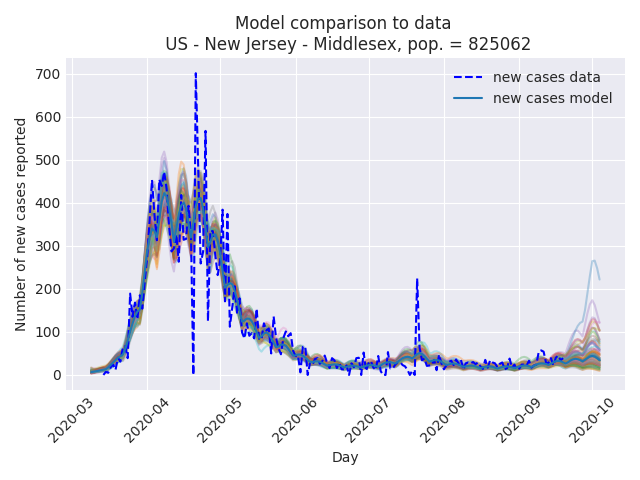 Model comparison to data
US - New Jersey - Middlesex, pop. = 825062
new cases data
new cases model
Number of new cases reported
700
600
500
400
300
200
100
0
2020-03
2020-04
2020-05
2020-06
2020-07
2020-08
2020-09
2020-10
Day